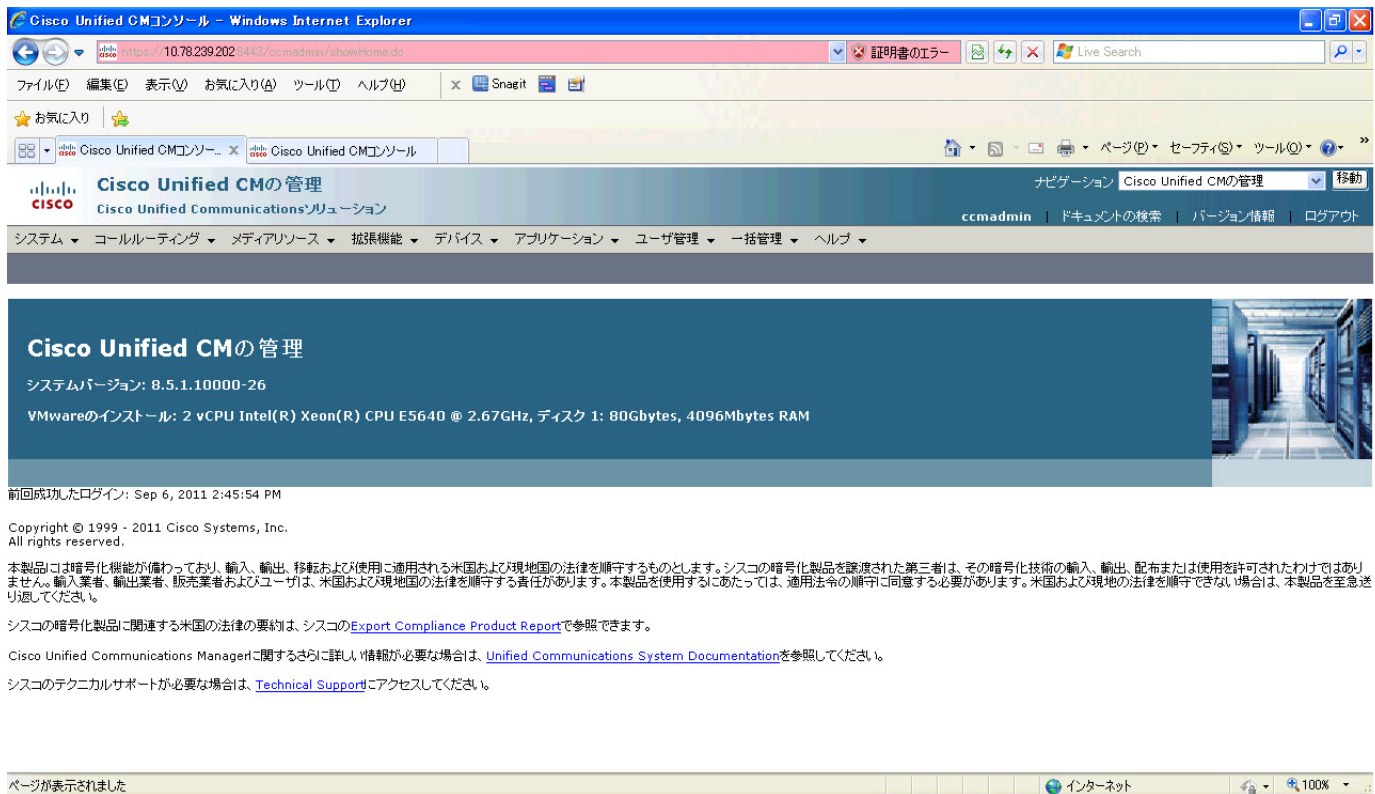 Cisco Unified CMコンソール - Windows Internet Explorer
https://10.78.239.202:8443/ccmadmin/showHome.do
証明書のエラー
Live Search
ファイル(F) 編集(E) 表示(V) お気に入り(A) ツール(T) ヘルプ(H)
x Snagit
お気に入り
Cisco Unified CMコンソー... X Cisco Unified CMコンソール
ページ(P) セーフティ(S) ツール(O) »
cisco
Cisco Unified CMの管理
Cisco Unified Communicationsソリューション
ナビゲーション Cisco Unified CMの管理 移動
ccmadmin | ドキュメントの検索 | バージョン情報 | ログアウト
システム コールルーティング メディアリソース 拡張機能 デバイス アプリケーション ユーザ管理 一括管理 ヘルプ
Cisco Unified CMの管理
システムバージョン: 8.5.1.10000-26
VMwareのインストール: 2 vCPU Intel(R) Xeon(R) CPU E5640 @ 2.67GHz, ディスク 1: 80Gbytes, 4096Mbytes RAM
前回成功したログイン: Sep 6, 2011 2:45:54 PM
Copyright © 1999 - 2011 Cisco Systems, Inc.
All rights reserved.
本製品には暗号化機能が備わっており、輸入、輸出、移転および使用に適用される米国および現地国の法律を順守するものとします。シスコの暗号化製品を譲渡された第三者は、その暗号化技術の輸入、輸出、配布または使用を許可されたわけではあり
ません。輸入業者、輸出業者、販売業者およびユーザは、米国および現地国の法律を順守する責任があります。本製品を使用するにあたっては、適用法令の順守に同意する必要があります。米国および現地の法律を順守できない場合は、本製品を至急送
り返してください。
シスコの暗号化製品に関連する米国の法律の要約は、シスコのExport Compliance Product Reportで参照できます。
Cisco Unified Communications Managerに関するさらに詳しい情報が必要な場合は、Unified Communications System Documentationを参照してください。
シスコのテクニカルサポートが必要な場合は、Technical Supportにアクセスしてください。
ページが表示されました
インターネット
100%